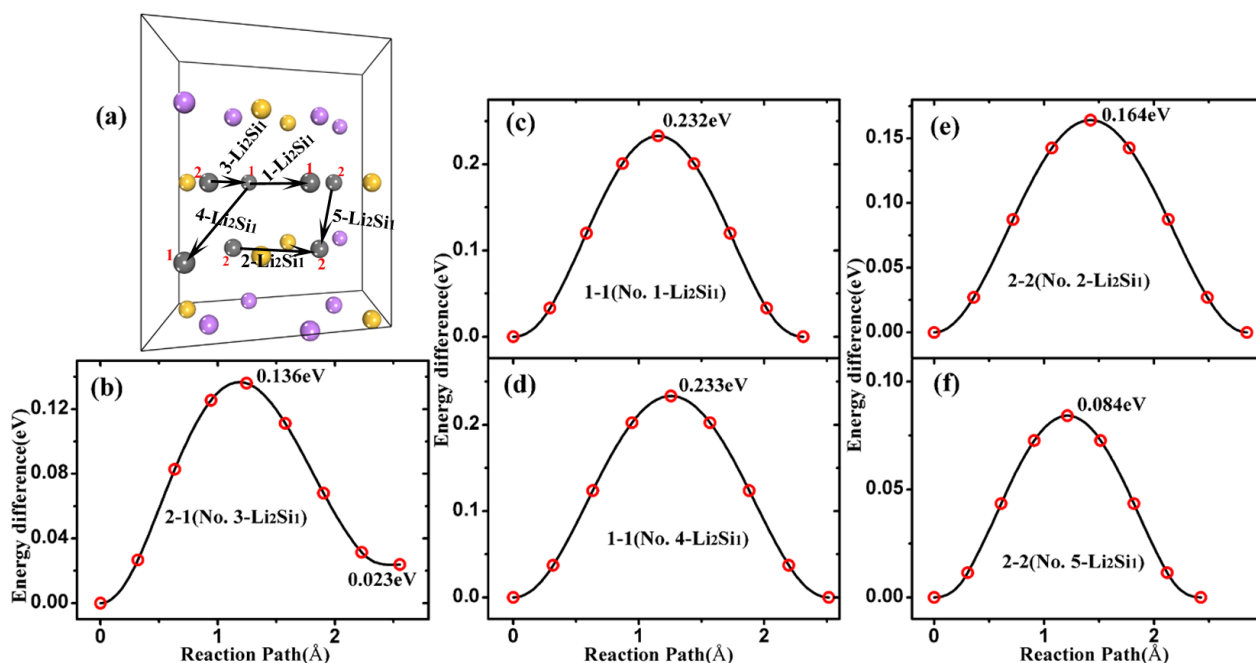 (a)
3-Li2Si1
1-Li2Si1
2
1
1
2
4-Li2Si1
5-Li2Si1
1
2
2-Li2Si1
2
(b)
0.136eV
0.12
0.08
0.04
0.00
2-1(No. 3-Li2Si1)
0.023eV
Energy difference(eV)
0
1
2
Reaction Path(Å)
(c)
0.232eV
0.2
0.1
0.0
1-1(No. 1-Li2Si1)
Energy difference(eV)
(d)
0.233eV
0.2
0.1
0.0
1-1(No. 4-Li2Si1)
0
1
2
Reaction Path(Å)
(e)
0.164eV
0.15
0.10
0.05
0.00
2-2(No. 2-Li2Si1)
Energy difference(eV)
(f)
0.084eV
0.10
0.05
0.00
2-2(No. 5-Li2Si1)
0
1
2
Reaction Path(Å)